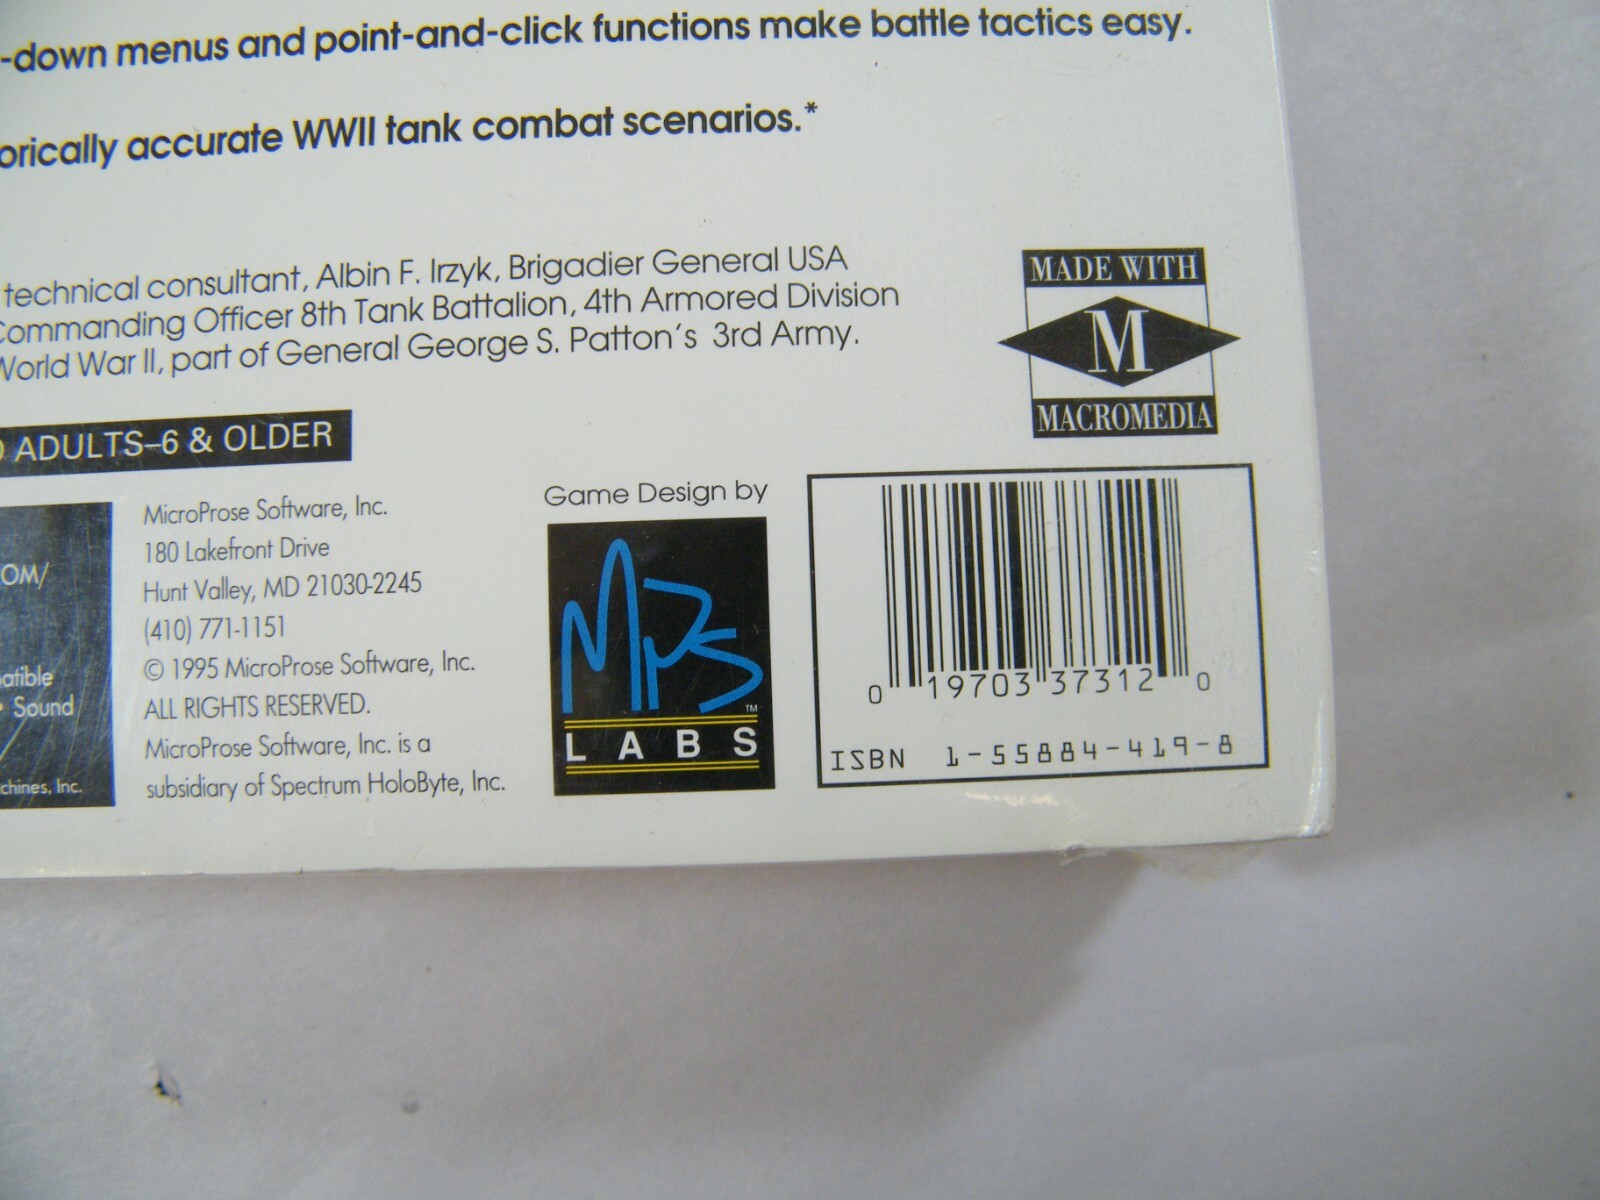 -down menus and point-and-click functions make battle tactics easy.
orically accurate WWII tank combat scenarios.*
technical consultant, Albin F. Irzyk, Brigadier General USA
Commanding Officer 8th Tank Battalion, 4th Armored Division
World War II, part of General George S. Patton's 3rd Army.
MADE WITH
M
MACROMEDIA
ADULTS–6 & OLDER
OM/
atible
• Sound
chines, Inc.
MicroProse Software, Inc.
180 Lakefront Drive
Hunt Valley, MD 21030-2245
(410) 771-1151
© 1995 MicroProse Software, Inc.
ALL RIGHTS RESERVED.
MicroProse Software, Inc. is a
subsidiary of Spectrum HoloByte, Inc.
Game Design by
MPS
™
LABS
0 19703 37312 0
ISBN 1-55884-419-8